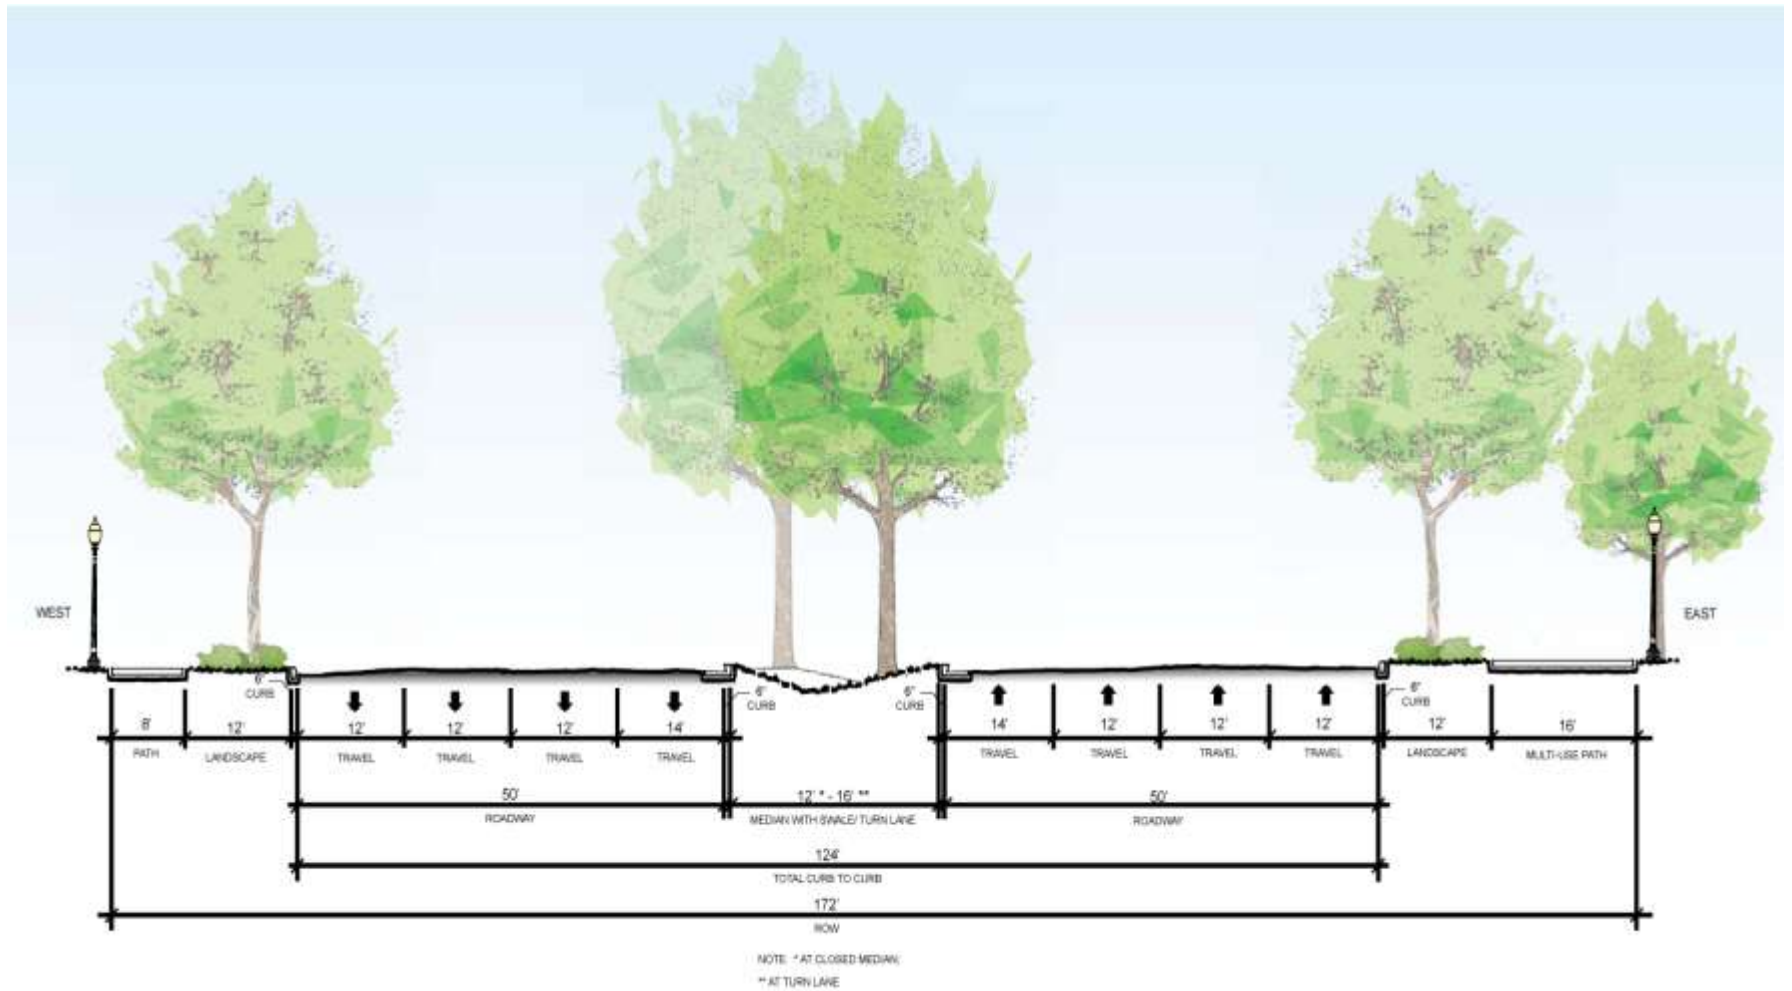 WEST
EAST
6"
CURB
6"
CURB
6"
CURB
6"
CURB
8'
12'
12'
12'
12'
14'
14'
12'
12'
12'
12'
16'
PATH
LANDSCAPE
TRAVEL
TRAVEL
TRAVEL
TRAVEL
TRAVEL
TRAVEL
TRAVEL
TRAVEL
LANDSCAPE
MULTI-USE PATH
50'
12' * - 16' **
50'
ROADWAY
MEDIAN WITH SWALE/ TURN LANE
ROADWAY
124'
TOTAL CURB TO CURB
172'
ROW
NOTE: * AT CLOSED MEDIAN;
** AT TURN LANE